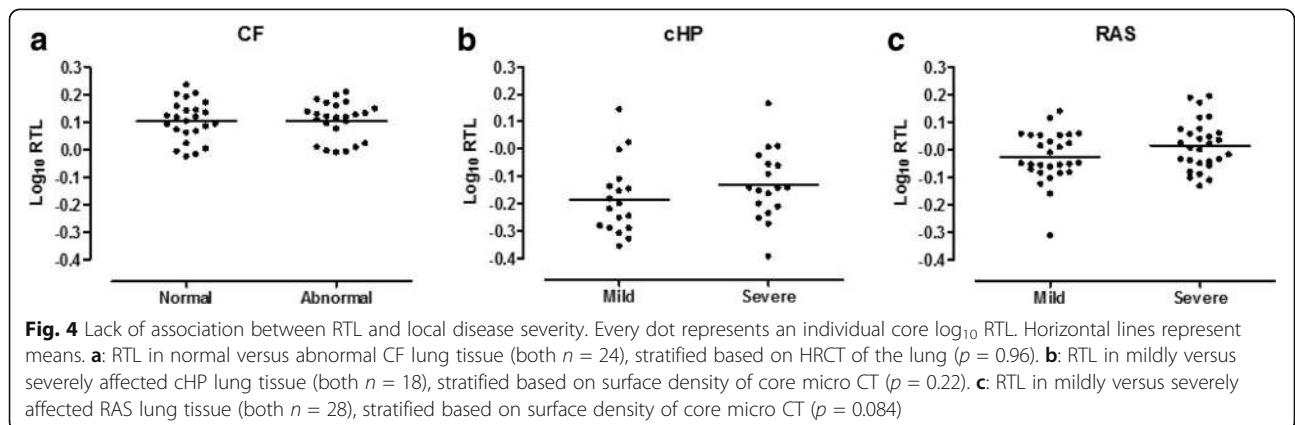 a CF b cHP c RAS
0.3 0.3 0.3
0.2 0.2 0.2
0.1 0.1 0.1
-0.0 -0.0 -0.0
-0.1 -0.1 -0.1
-0.2 -0.2 -0.2
-0.3 -0.3 -0.3
-0.4 -0.4 -0.4
Log₁₀ RTL Log₁₀ RTL Log₁₀ RTL
Normal Abnormal Mild Severe Mild Severe
Fig. 4 Lack of association between RTL and local disease severity. Every dot represents an individual core log₁₀ RTL. Horizontal lines represent
means. a: RTL in normal versus abnormal CF lung tissue (both n = 24), stratified based on HRCT of the lung (p = 0.96). b: RTL in mildly versus
severely affected cHP lung tissue (both n = 18), stratified based on surface density of core micro CT (p = 0.22). c: RTL in mildly versus severely
affected RAS lung tissue (both n = 28), stratified based on surface density of core micro CT (p = 0.084)